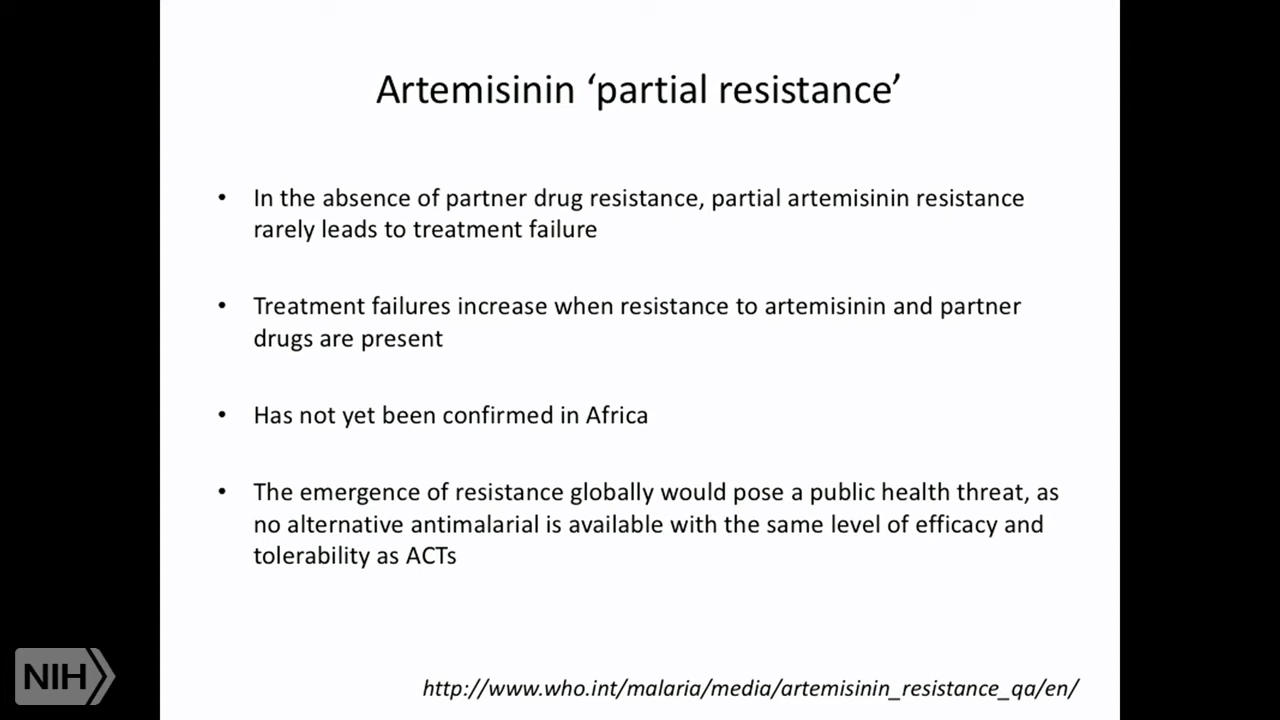 Artemisinin ‘partial resistance’
• In the absence of partner drug resistance, partial artemisinin resistance
rarely leads to treatment failure
• Treatment failures increase when resistance to artemisinin and partner
drugs are present
• Has not yet been confirmed in Africa
• The emergence of resistance globally would pose a public health threat, as
no alternative antimalarial is available with the same level of efficacy and
tolerability as ACTs
NIH
http://www.who.int/malaria/media/artemisinin_resistance_qa/en/